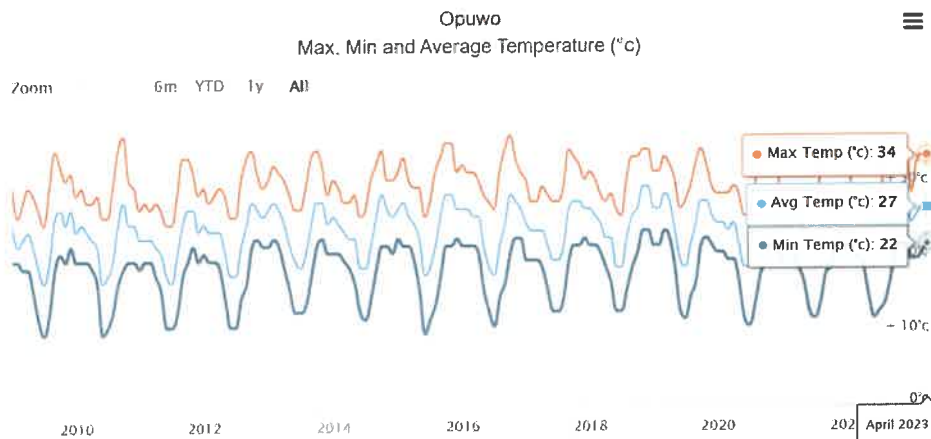 Opuwo
Max. Min and Average Temperature (°c)
Zoom 6m YTD 1y All
Max Temp (°c): 34
Avg Temp (°c): 27
Min Temp (°c): 22
10°c
2010 2012 2014 2016 2018 2020
April 2023